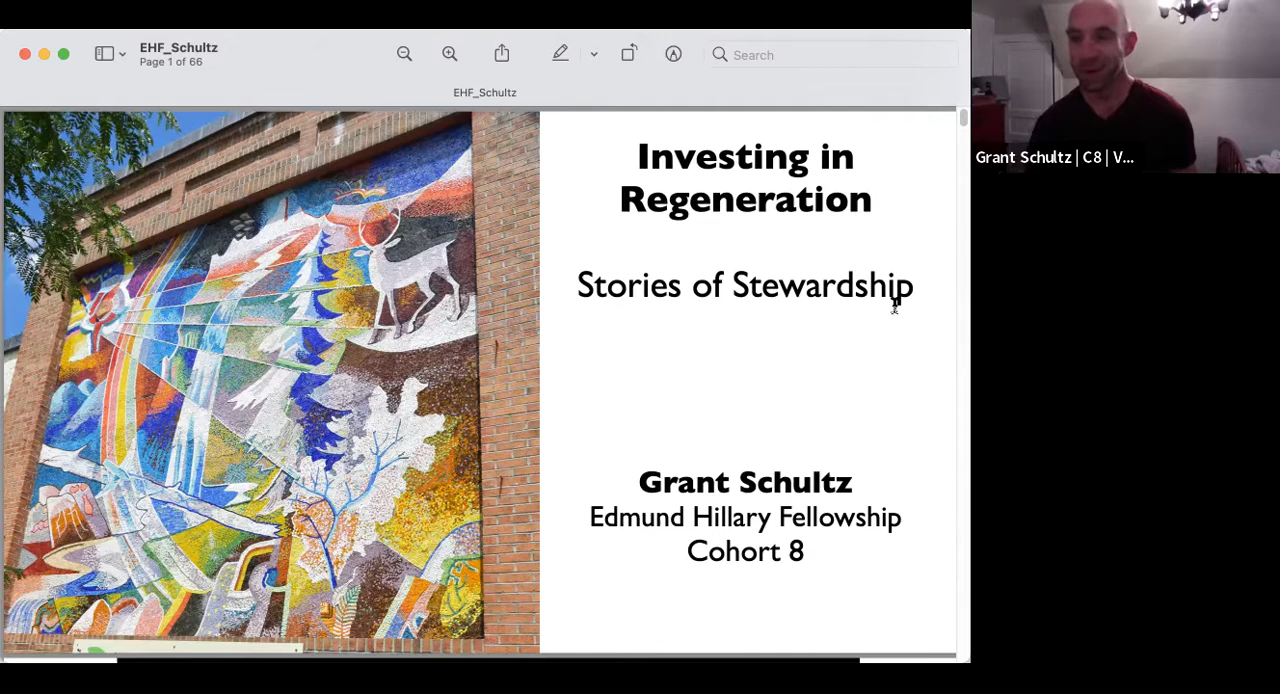 EHF_Schultz
Page 1 of 66
Search
EHF_Schultz
Investing in
Regeneration
Stories of Stewardship
Grant Schultz
Edmund Hillary Fellowship
Cohort 8
Grant Schultz | C8 | V...